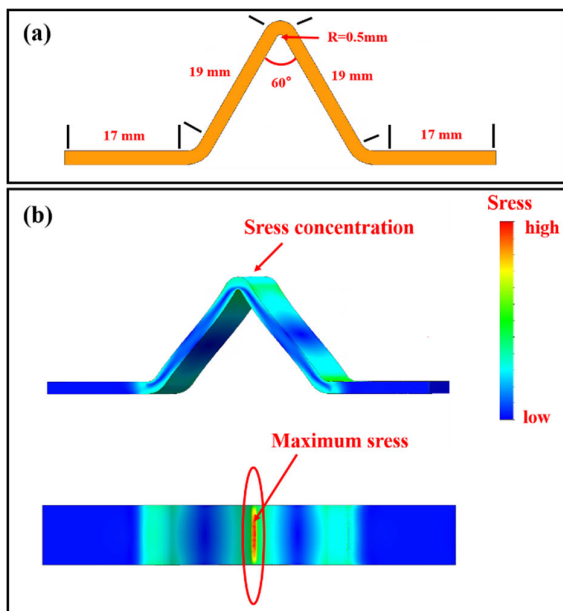 (a)
R=0.5mm
19 mm
19 mm
60°
17 mm
17 mm
(b)
Sress
high
Sress concentration
low
Maximum sress